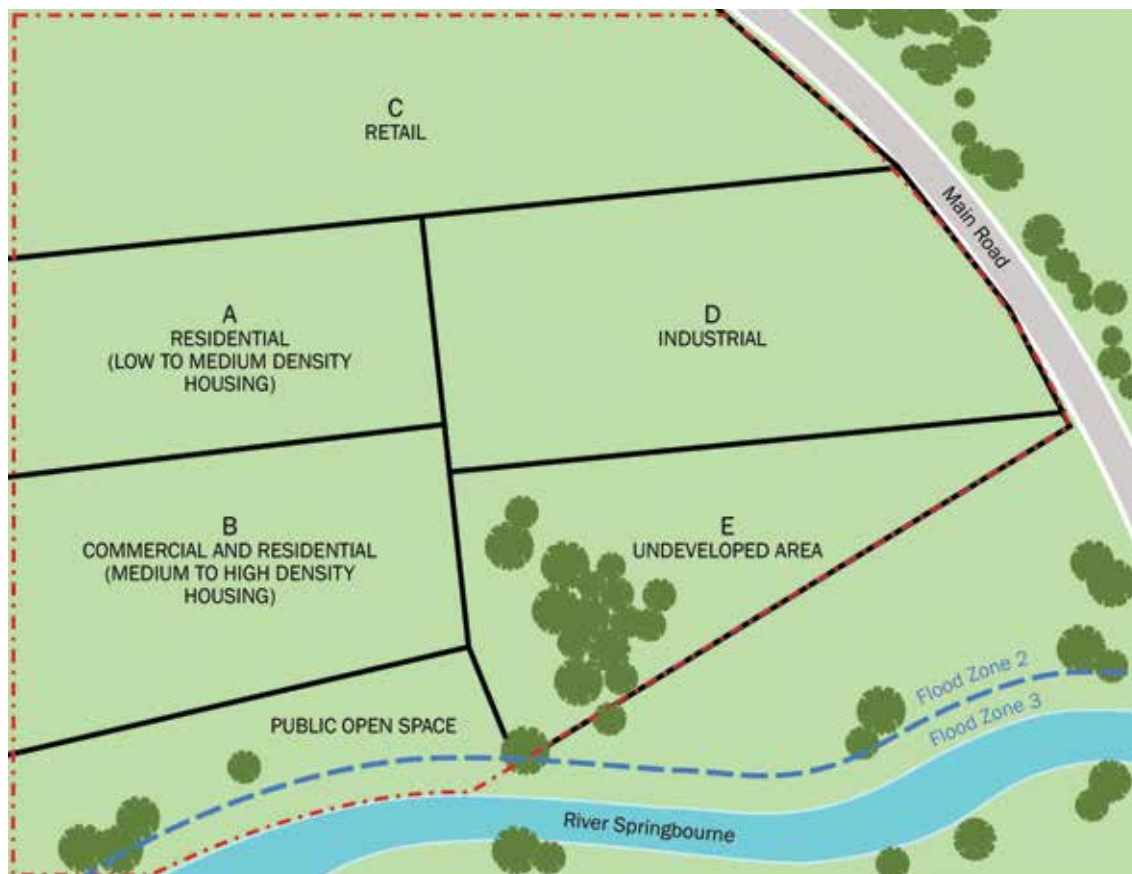 C
RETAIL
Main Road
A
RESIDENTIAL
(LOW TO MEDIUM DENSITY
HOUSING)
D
INDUSTRIAL
B
COMMERCIAL AND RESIDENTIAL
(MEDIUM TO HIGH DENSITY
HOUSING)
E
UNDEVELOPED AREA
PUBLIC OPEN SPACE
Flood Zone 2
Flood Zone 3
River Springbourne